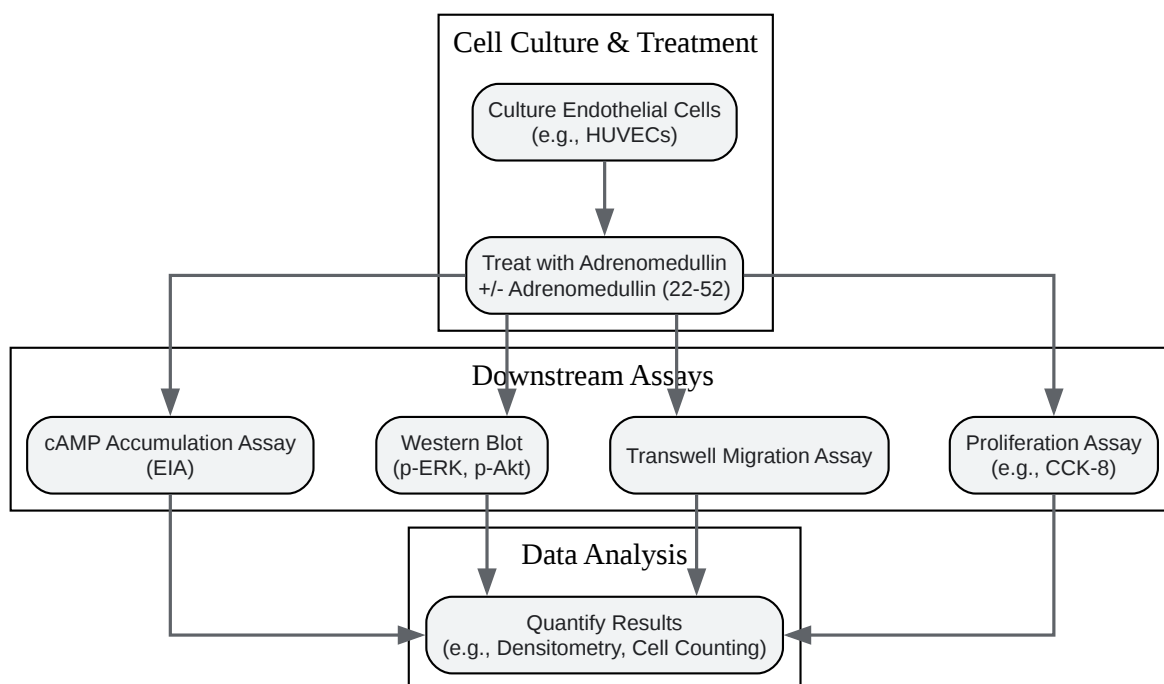 Cell Culture & Treatment
Culture Endothelial Cells
(e.g., HUVECs)
Treat with Adrenomedullin
+/- Adrenomedullin (22-52)
Downstream Assays
cAMP Accumulation Assay
(EIA)
Western Blot
(p-ERK, p-Akt)
Transwell Migration Assay
Proliferation Assay
(e.g., CCK-8)
Data Analysis
Quantify Results
(e.g., Densitometry, Cell Counting)